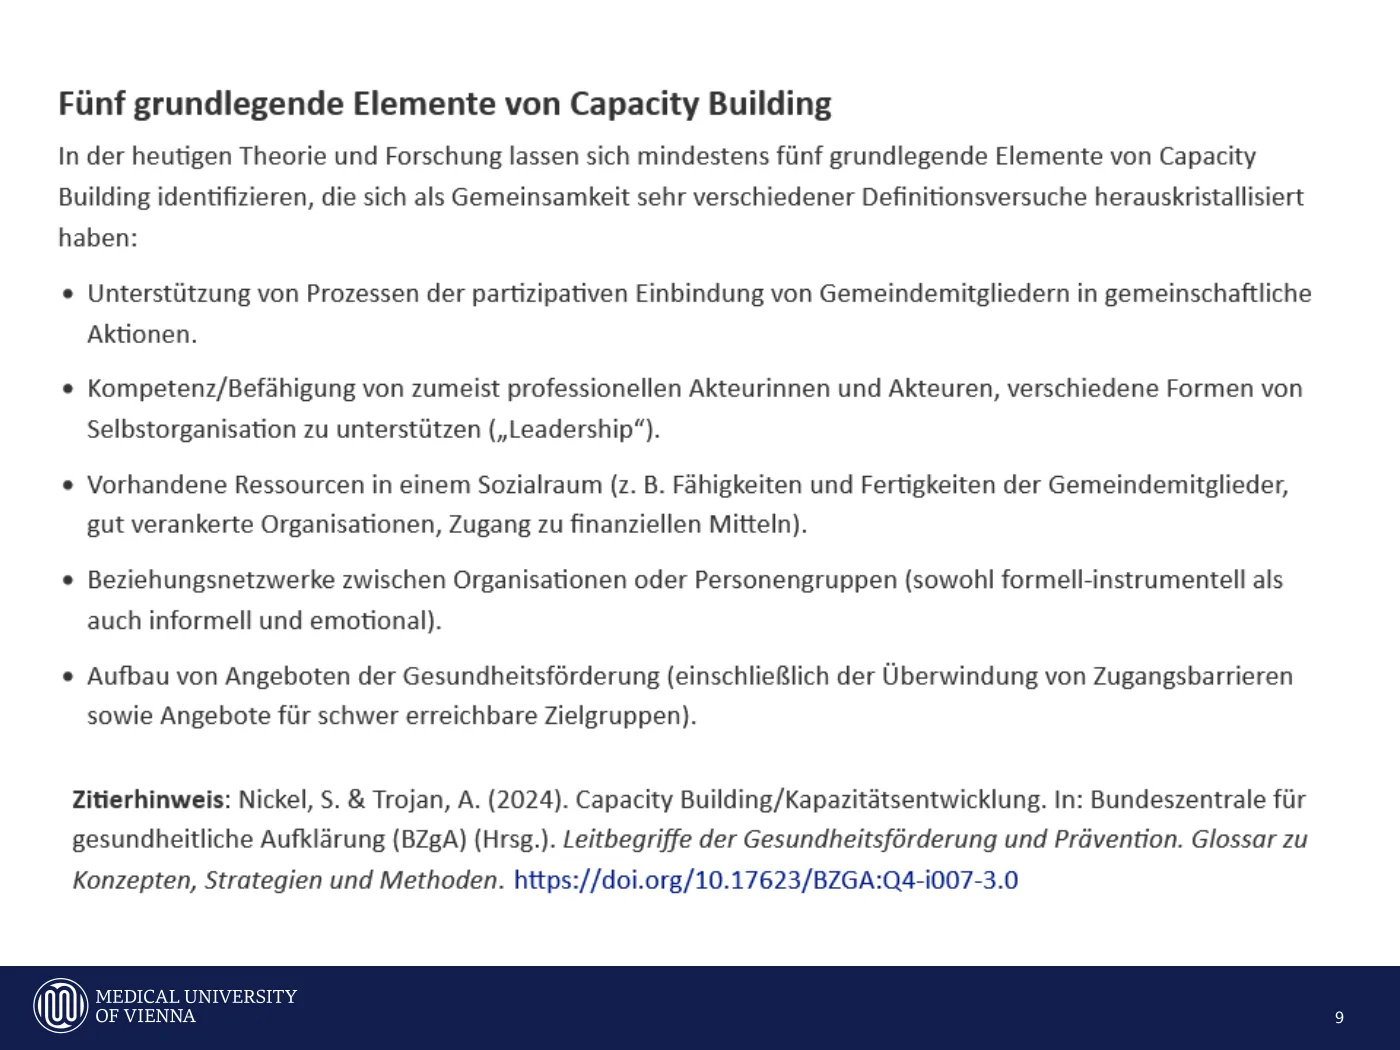 Fünf grundlegende Elemente von Capacity Building
In der heutigen Theorie und Forschung lassen sich mindestens fünf grundlegende Elemente von Capacity
Building identifizieren, die sich als Gemeinsamkeit sehr verschiedener Definitionsversuche herauskristallisiert
haben:
• Unterstützung von Prozessen der partizipativen Einbindung von Gemeindemitgliedern in gemeinschaftliche
Aktionen.
• Kompetenz/Befähigung von zumeist professionellen Akteurinnen und Akteuren, verschiedene Formen von
Selbstorganisation zu unterstützen („Leadership“).
• Vorhandene Ressourcen in einem Sozialraum (z. B. Fähigkeiten und Fertigkeiten der Gemeindemitglieder,
gut verankerte Organisationen, Zugang zu finanziellen Mitteln).
• Beziehungsnetzwerke zwischen Organisationen oder Personengruppen (sowohl formell-instrumentell als
auch informell und emotional).
• Aufbau von Angeboten der Gesundheitsförderung (einschließlich der Überwindung von Zugangsbarrieren
sowie Angebote für schwer erreichbare Zielgruppen).
Zitierhinweis: Nickel, S. & Trojan, A. (2024). Capacity Building/Kapazitätsentwicklung. In: Bundeszentrale für
gesundheitliche Aufklärung (BZgA) (Hrsg.). Leitbegriffe der Gesundheitsförderung und Prävention. Glossar zu
Konzepten, Strategien und Methoden. https://doi.org/10.17623/BZGA:Q4-i007-3.0
MEDICAL UNIVERSITY
OF VIENNA
9